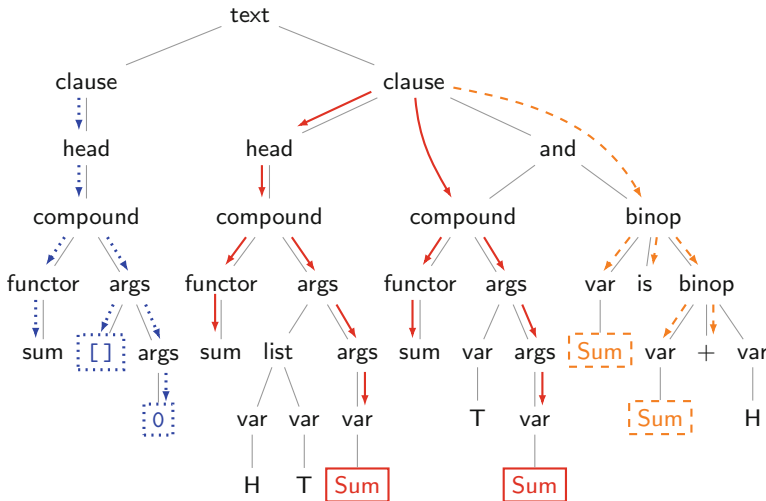 text
clause clause
head head and
compound compound compound binop
functor args functor args functor args var is binop
sum [] args sum list args sum var args Sum var + var
0 var var var T var Sum H
H T Sum Sum